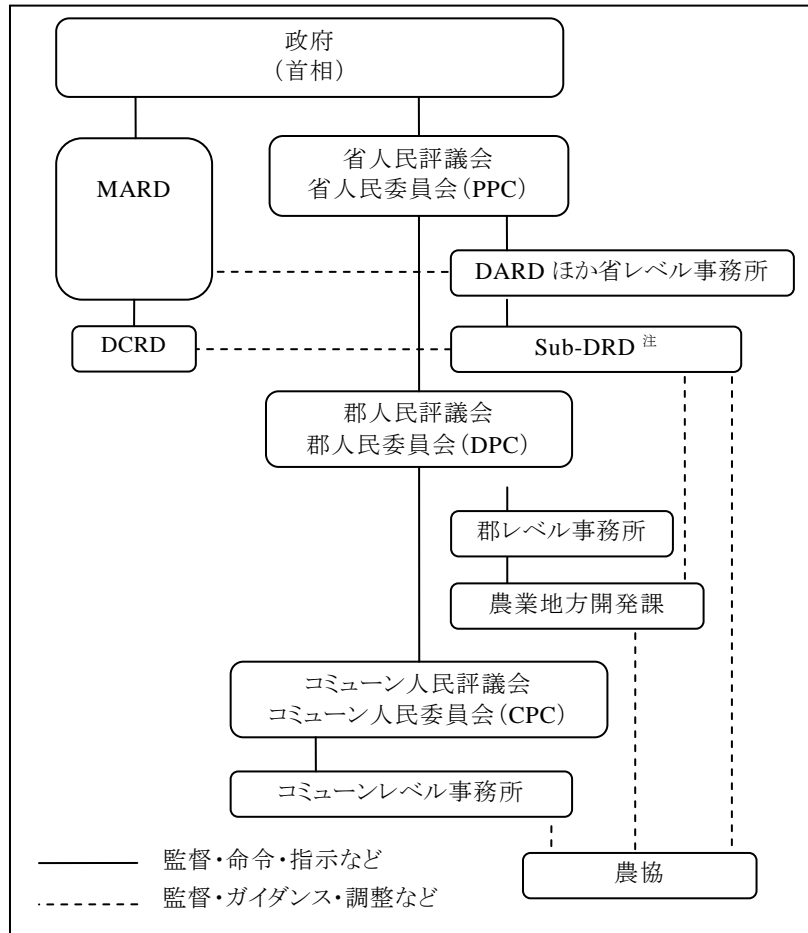 政府
(首相)
MARD
省人民評議会
省人民委員会(PPC)
DARD ほか省レベル事務所
DCRD
Sub-DRD 注
郡人民評議会
郡人民委員会(DPC)
郡レベル事務所
農業地方開発課
コミューン人民評議会
コミューン人民委員会(CPC)
コミューンレベル事務所
監督・命令・指示など
監督・ガイダンス・調整など
農協